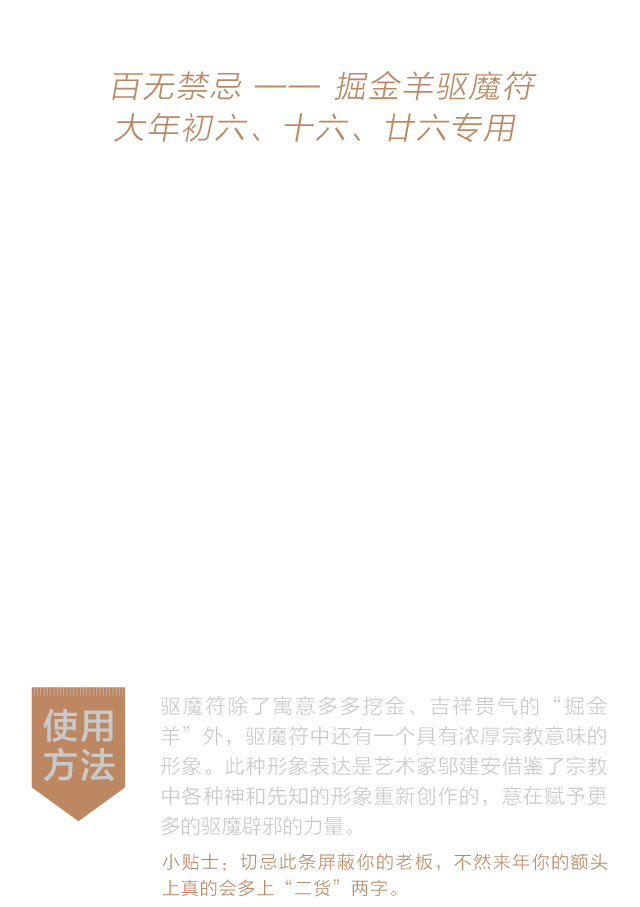 百无禁忌 —— 掘金羊驱魔符
大年初六、十六、廿六专用
使用
方法
驱魔符除了寓意多多挖金、吉祥贵气的“掘金
羊”外，驱魔符中还有一个具有浓厚宗教意味的
形象。此种形象表达是艺术家邬建安借鉴了宗教
中各种神和先知的形象重新创作的，意在赋予更
多的驱魔辟邪的力量。
小贴士：切忌此条屏蔽你的老板，不然来年你的额头
上真的会多上“二货”两字。